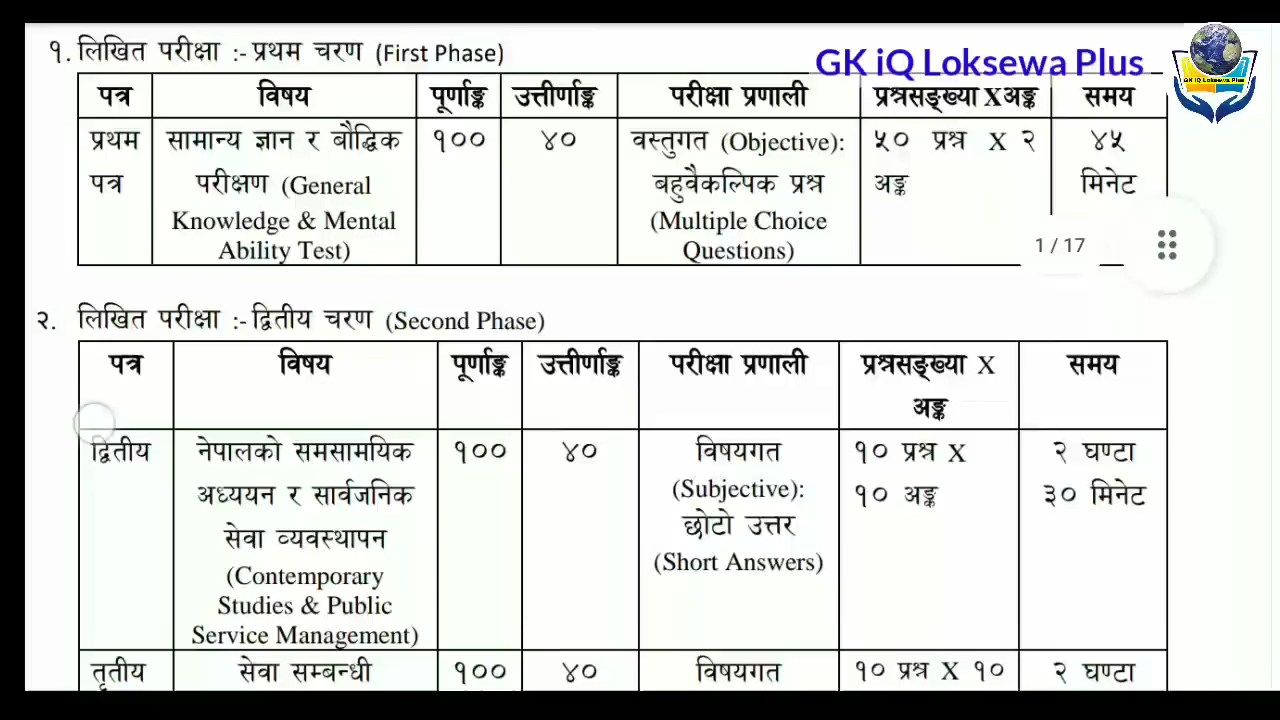 १. लिखित परीक्षा :- प्रथम चरण (First Phase)
GK iQ Loksewa Plus
GK IQ Loksewa Plus
पत्र विषय पूर्णाङ्क उत्तीर्णाङ्क परीक्षा प्रणाली प्रश्नसङ्ख्या Xअङ्क समय
प्रथम सामान्य ज्ञान र बौद्धिक १०० ४० वस्तुगत (Objective): ५० प्रश्न X २ ४५
पत्र परीक्षण (General बहुवैकल्पिक प्रश्न अङ्क मिनेट
Knowledge & Mental (Multiple Choice
Ability Test) Questions)
1 / 17
२. लिखित परीक्षा :- द्वितीय चरण (Second Phase)
पत्र विषय पूर्णाङ्क उत्तीर्णाङ्क परीक्षा प्रणाली प्रश्नसङ्ख्या X समय
अङ्क
द्वितीय नेपालको समसामयिक १०० ४० विषयगत १० प्रश्न X २ घण्टा
अध्ययन र सार्वजनिक (Subjective): १० अङ्क ३० मिनेट
सेवा व्यवस्थापन छोटो उत्तर
(Contemporary (Short Answers)
Studies & Public
Service Management)
तृतीय सेवा सम्बन्धी १०० ४० विषयगत १० प्रश्न X १० २ घण्टा